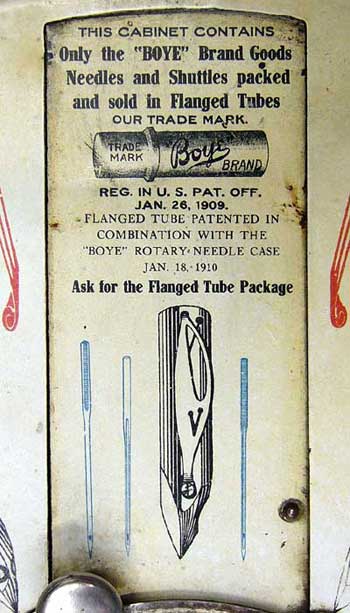 THIS CABINET CONTAINS
Only the "BOYE" Brand Goods
Needles and Shuttles packed
and sold in Flanged Tubes
OUR TRADE MARK.
TRADE MARK "Boye" BRAND
REG. IN U. S. PAT. OFF.
JAN. 26, 1909.
FLANGED TUBE PATENTED IN
COMBINATION WITH THE
"BOYE" ROTARY NEEDLE CASE
JAN. 18, 1910
Ask for the Flanged Tube Package
V